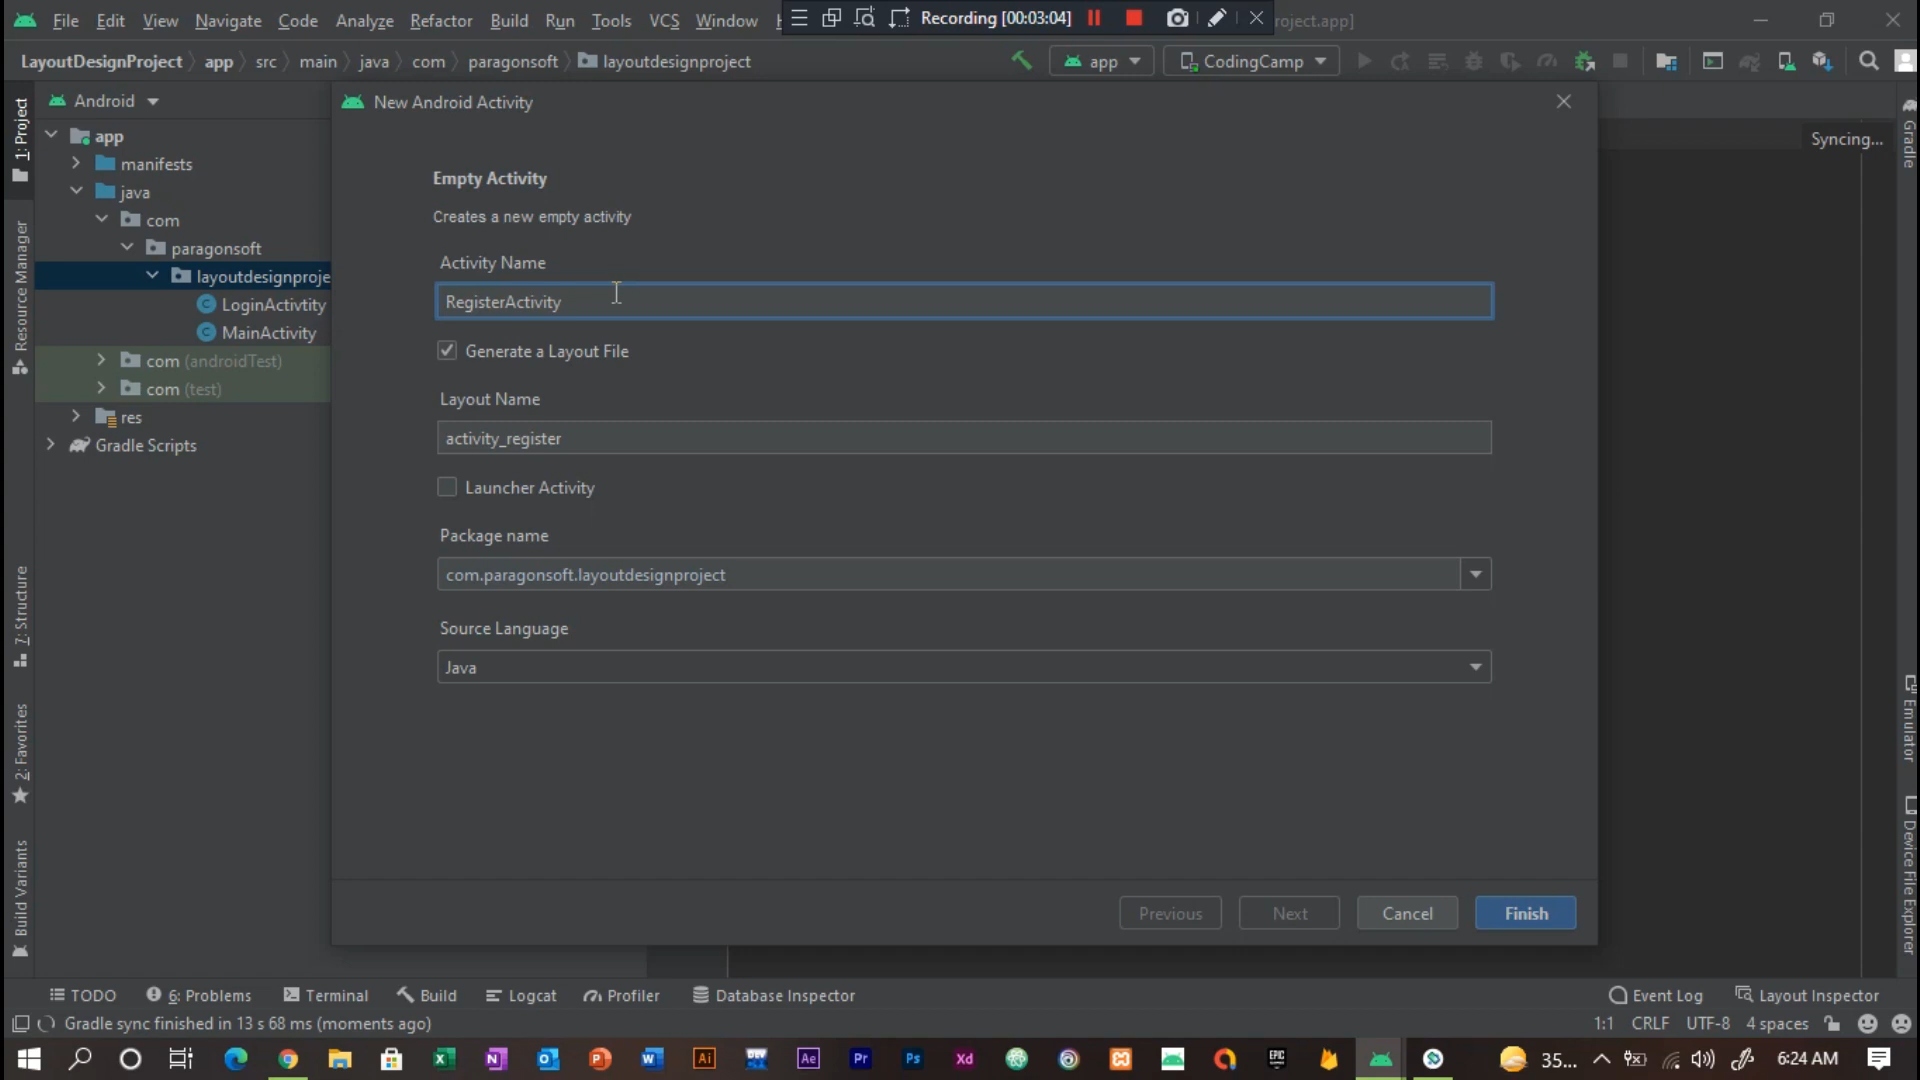 File Edit View Navigate Code Analyze Refactor Build Run Tools VCS Window
Recording [00:03:04]
roject.app]
LayoutDesignProject app src main java com paragonsoft layoutdesignproject
app
CodingCamp
Android
New Android Activity
Syncing...
app
manifests
java
com
paragonsoft
layoutdesignproje
LoginActivtity
MainActivity
com (androidTest)
com (test)
res
Gradle Scripts
Empty Activity
Creates a new empty activity
Activity Name
RegisterActivity
Generate a Layout File
Layout Name
activity_register
Launcher Activity
Package name
com.paragonsoft.layoutdesignproject
Source Language
Java
Previous Next Cancel Finish
1: Project
Resource Manager
7: Structure
2: Favorites
Build Variants
Gradle
Emulator
Device File Explorer
TODO 6: Problems Terminal Build Logcat Profiler Database Inspector Event Log Layout Inspector
Gradle sync finished in 13 s 68 ms (moments ago) 1:1 CRLF UTF-8 4 spaces
Ai Ae Pr Ps Xd EPIC 35... 6:24 AM